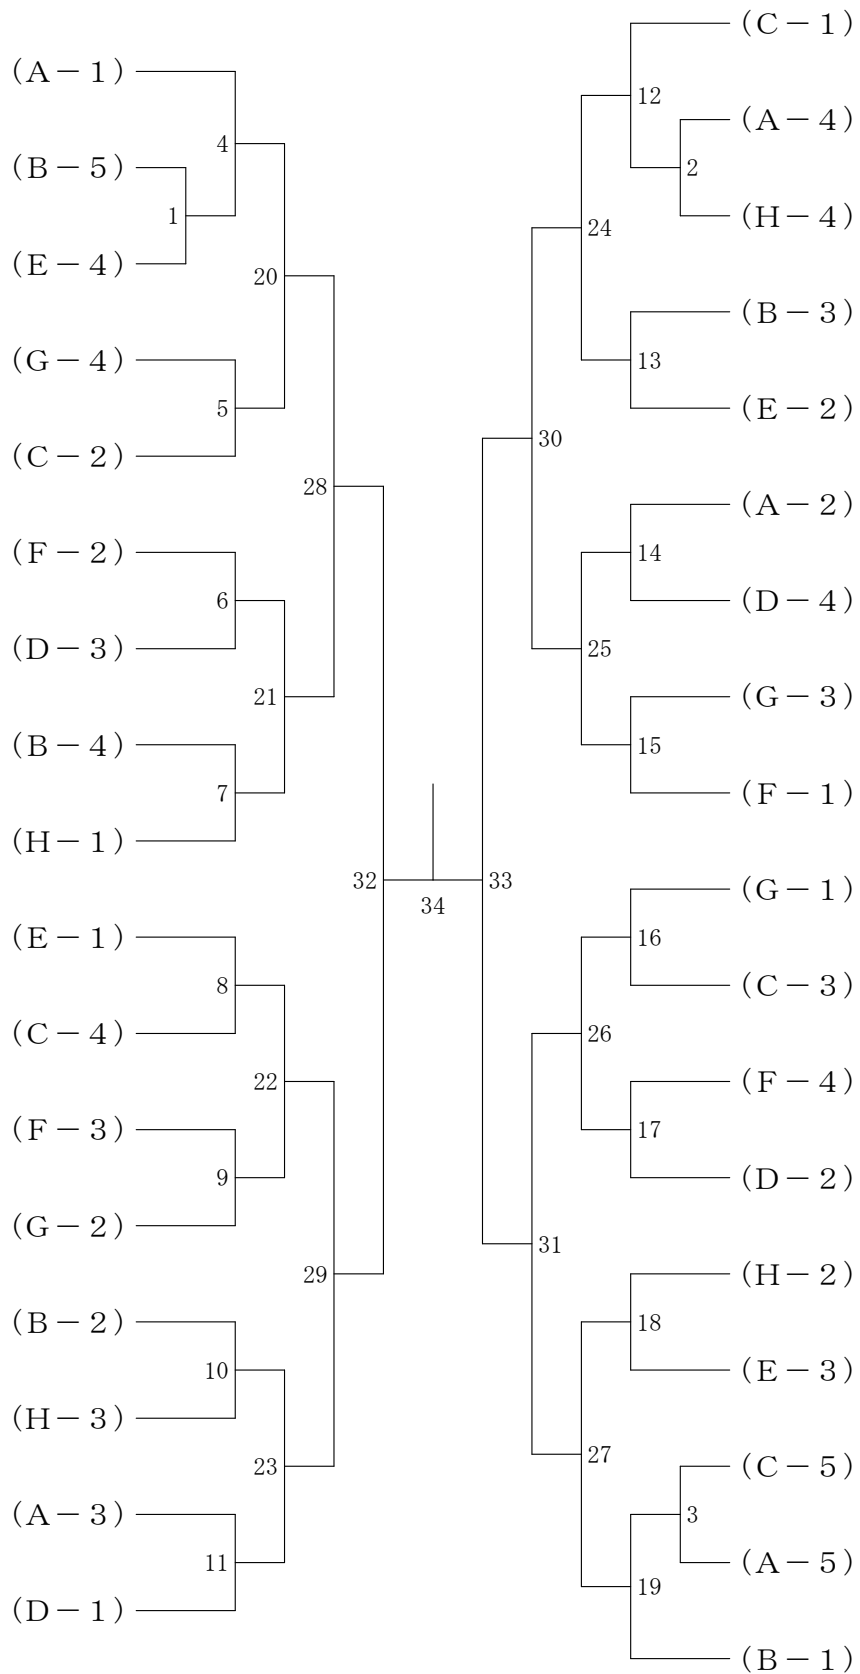 (A－1)
(B－5)
(E－4)
(G－4)
(C－2)
(F－2)
(D－3)
(B－4)
(H－1)
(E－1)
(C－4)
(F－3)
(G－2)
(B－2)
(H－3)
(A－3)
(D－1)
1
4
5
6
7
8
9
10
11
20
21
22
23
28
29
32
34
33
30
31
24
25
26
27
12
13
14
15
16
17
18
19
2
3
(C－1)
(A－4)
(H－4)
(B－3)
(E－2)
(A－2)
(D－4)
(G－3)
(F－1)
(G－1)
(C－3)
(F－4)
(D－2)
(H－2)
(E－3)
(C－5)
(A－5)
(B－1)